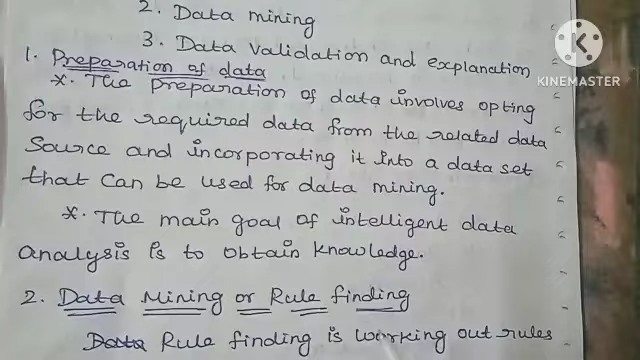 2. Data mining
3. Data validation and explanation
1. Preparation of data
*. The preparation of data involves opting
for the required data from the related data
source and incorporating it into a data set
that can be used for data mining.
*. The main goal of intelligent data
analysis is to obtain knowledge.
2. Data Mining or Rule finding
Data Rule finding is working out rules
KINEMASTER